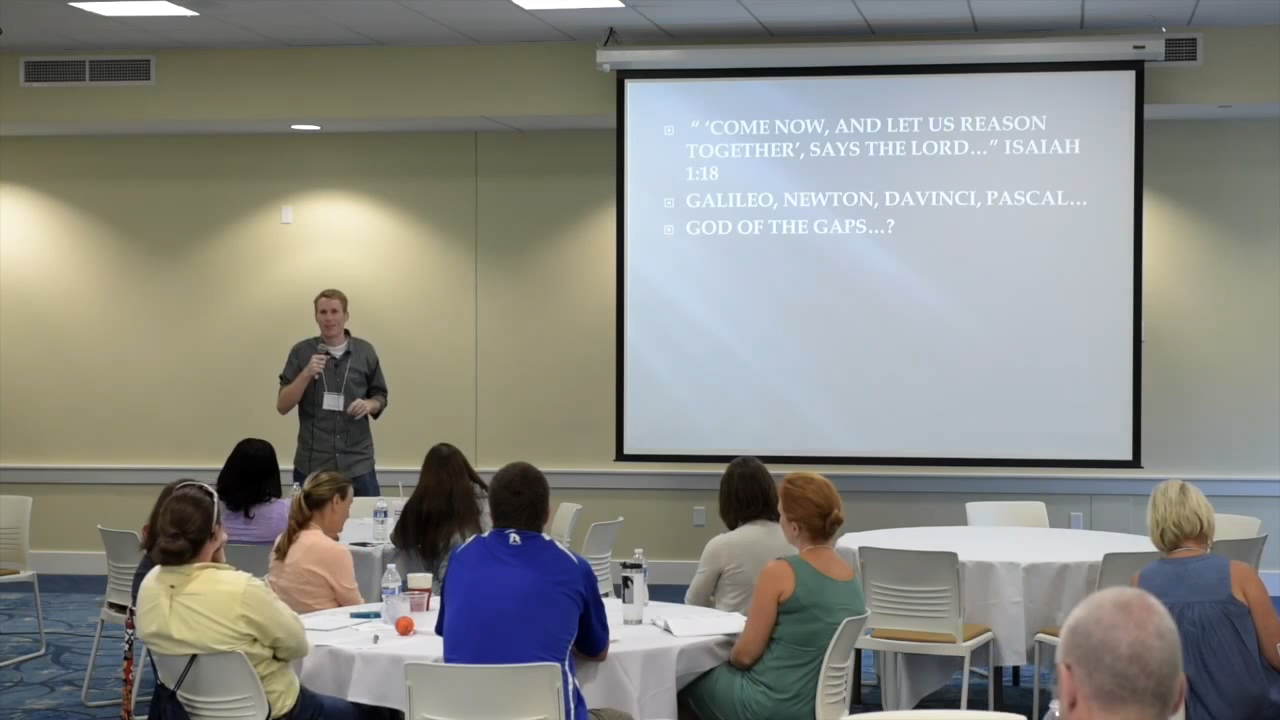 “ ‘COME NOW, AND LET US REASON
TOGETHER’, SAYS THE LORD…” ISAIAH
1:18
GALILEO, NEWTON, DAVINCI, PASCAL…
GOD OF THE GAPS…?